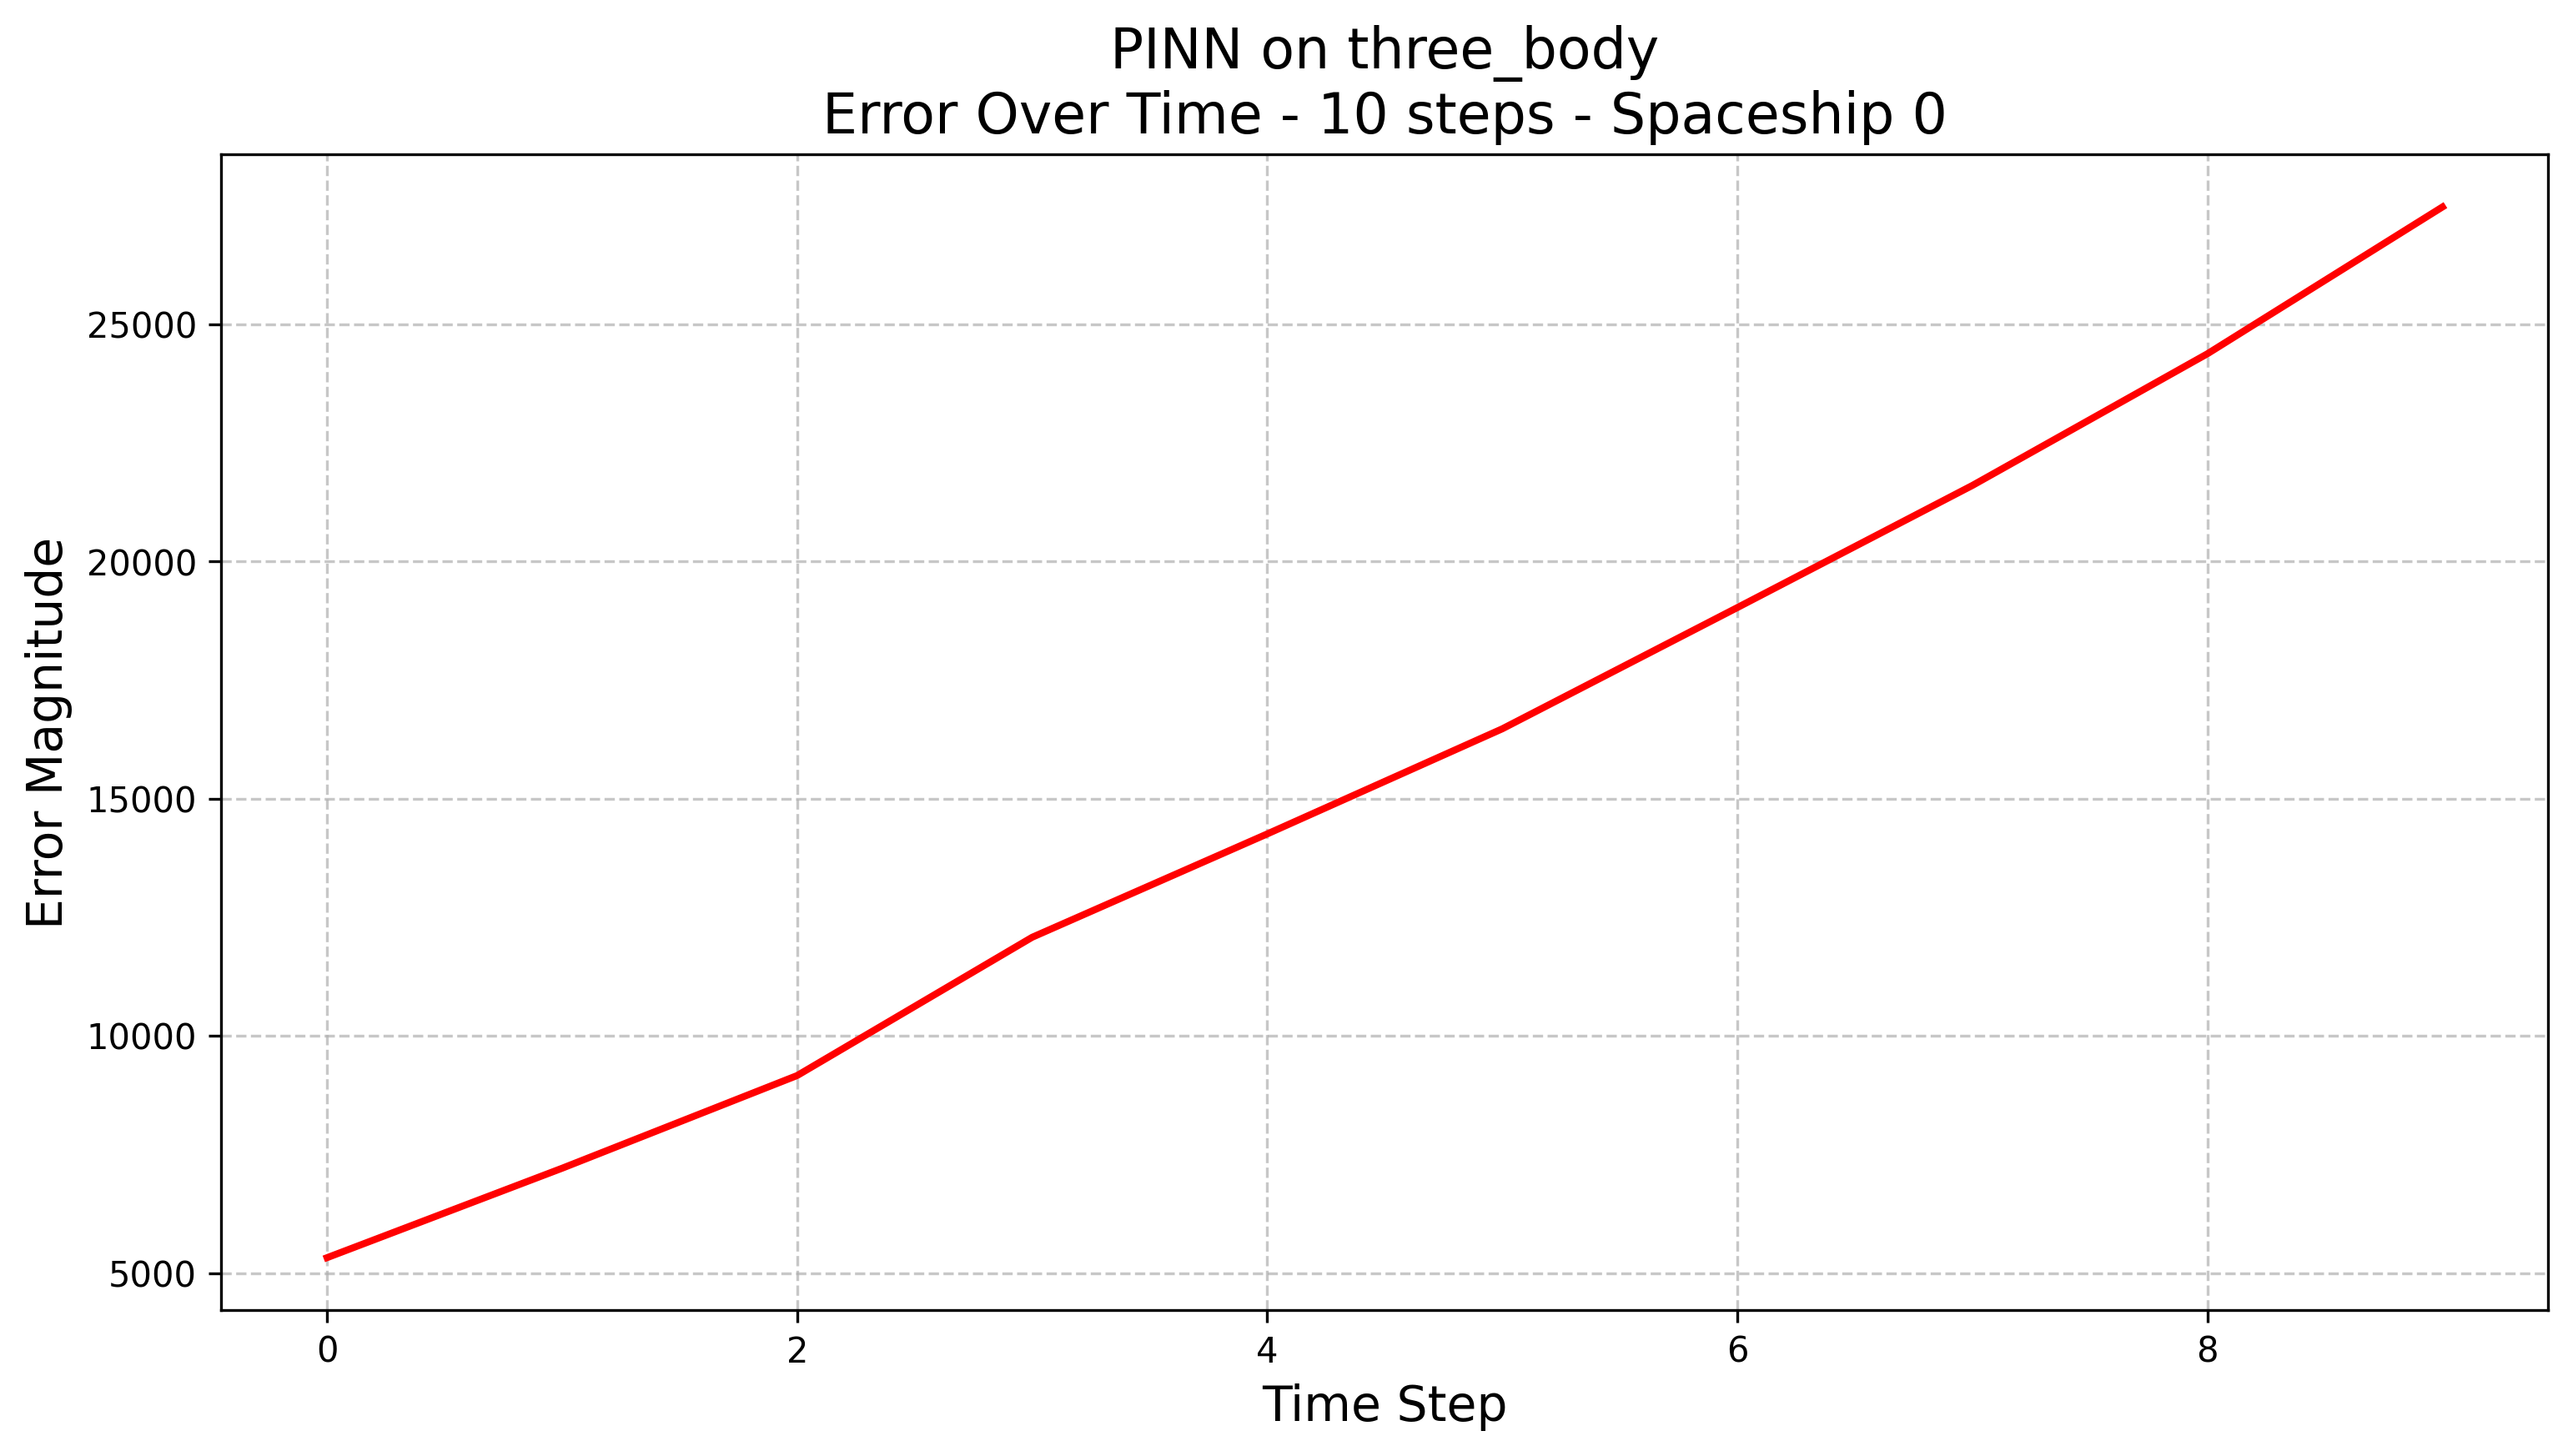 PINN on three_body
Error Over Time - 10 steps - Spaceship 0
Error Magnitude
25000
20000
15000
10000
5000
0 2 4 6 8
Time Step